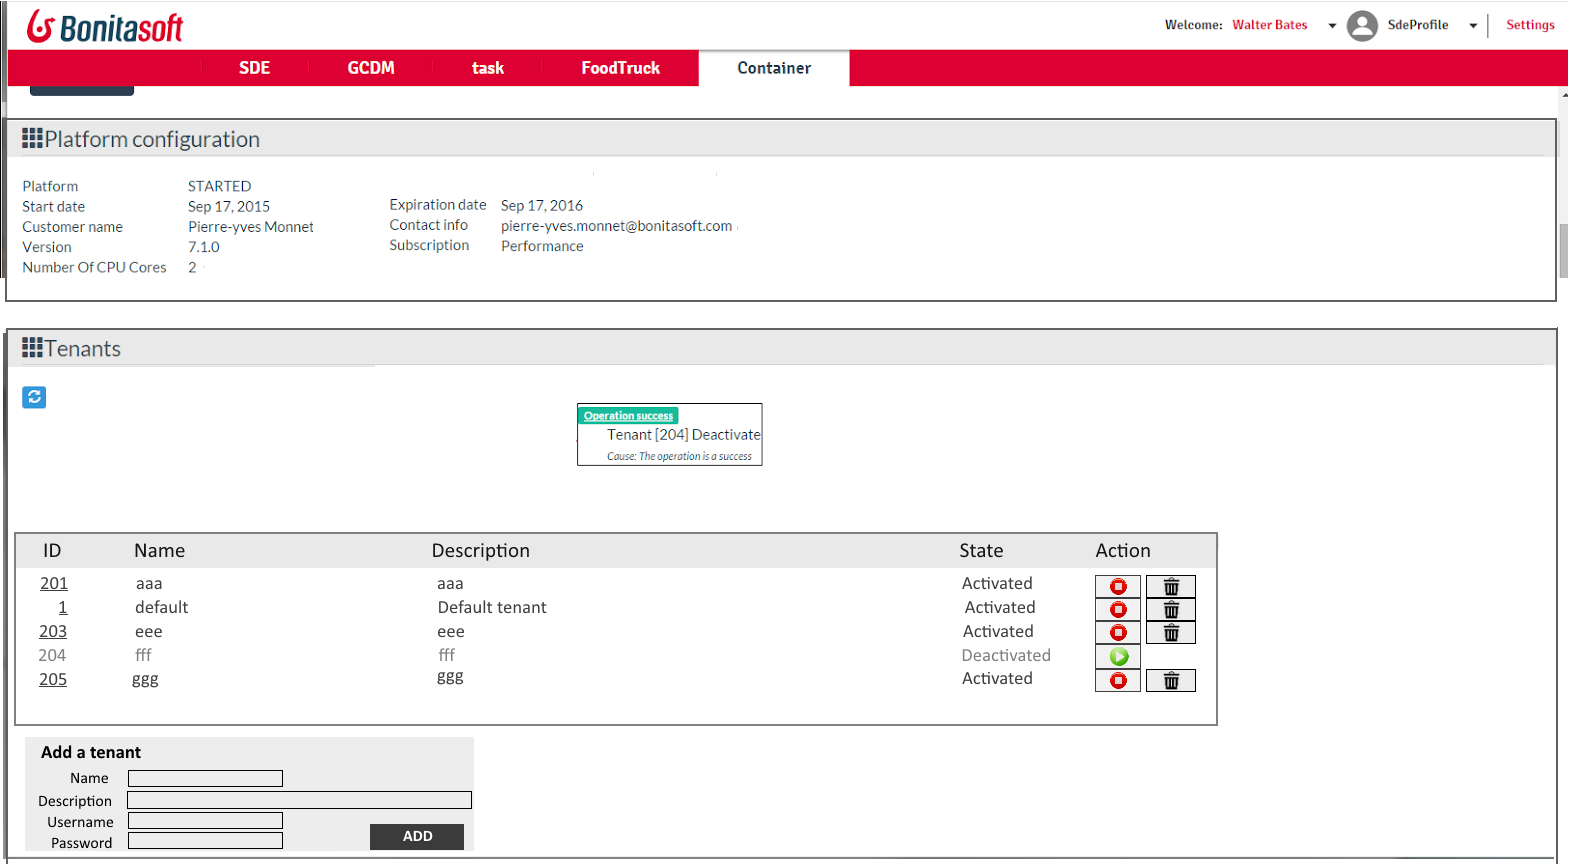 Bonitasoft
Welcome: Walter Bates SdeProfile Settings
SDE GCDM task FoodTruck Container
Platform configuration
Platform STARTED
Start date Sep 17, 2015 Expiration date Sep 17, 2016
Customer name Pierre-yves Monnet Contact info pierre-yves.monnet@bonitasoft.com
Version 7.1.0 Subscription Performance
Number Of CPU Cores 2
Tenants
Operation success
Tenant [204] Deactivate
Cause: The operation is a success
ID Name Description State Action
201 aaa aaa Activated
1 default Default tenant Activated
203 eee eee Activated
204 fff fff Deactivated
205 ggg ggg Activated
Add a tenant
Name
Description
Username
Password
ADD